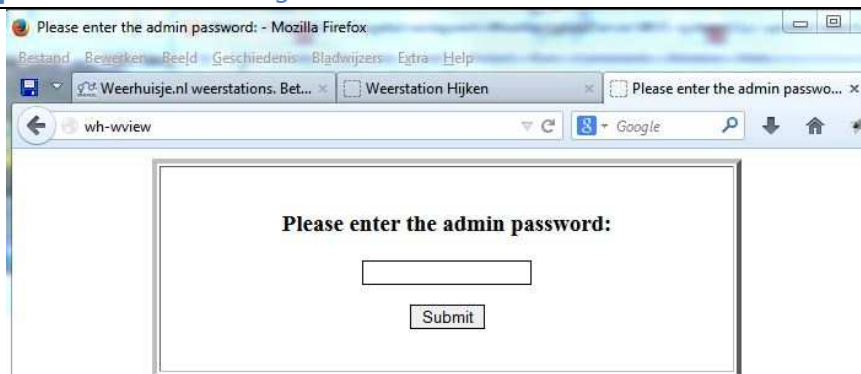 Please enter the admin password: - Mozilla Firefox
Bestand Bewerken Beeld Geschiedenis Bladwijzers Extra Help
Weerhuisje.nl weerstations. Bet... Weerstation Hijken Please enter the admin passwo...
wh-wview Google
Please enter the admin password:
Submit